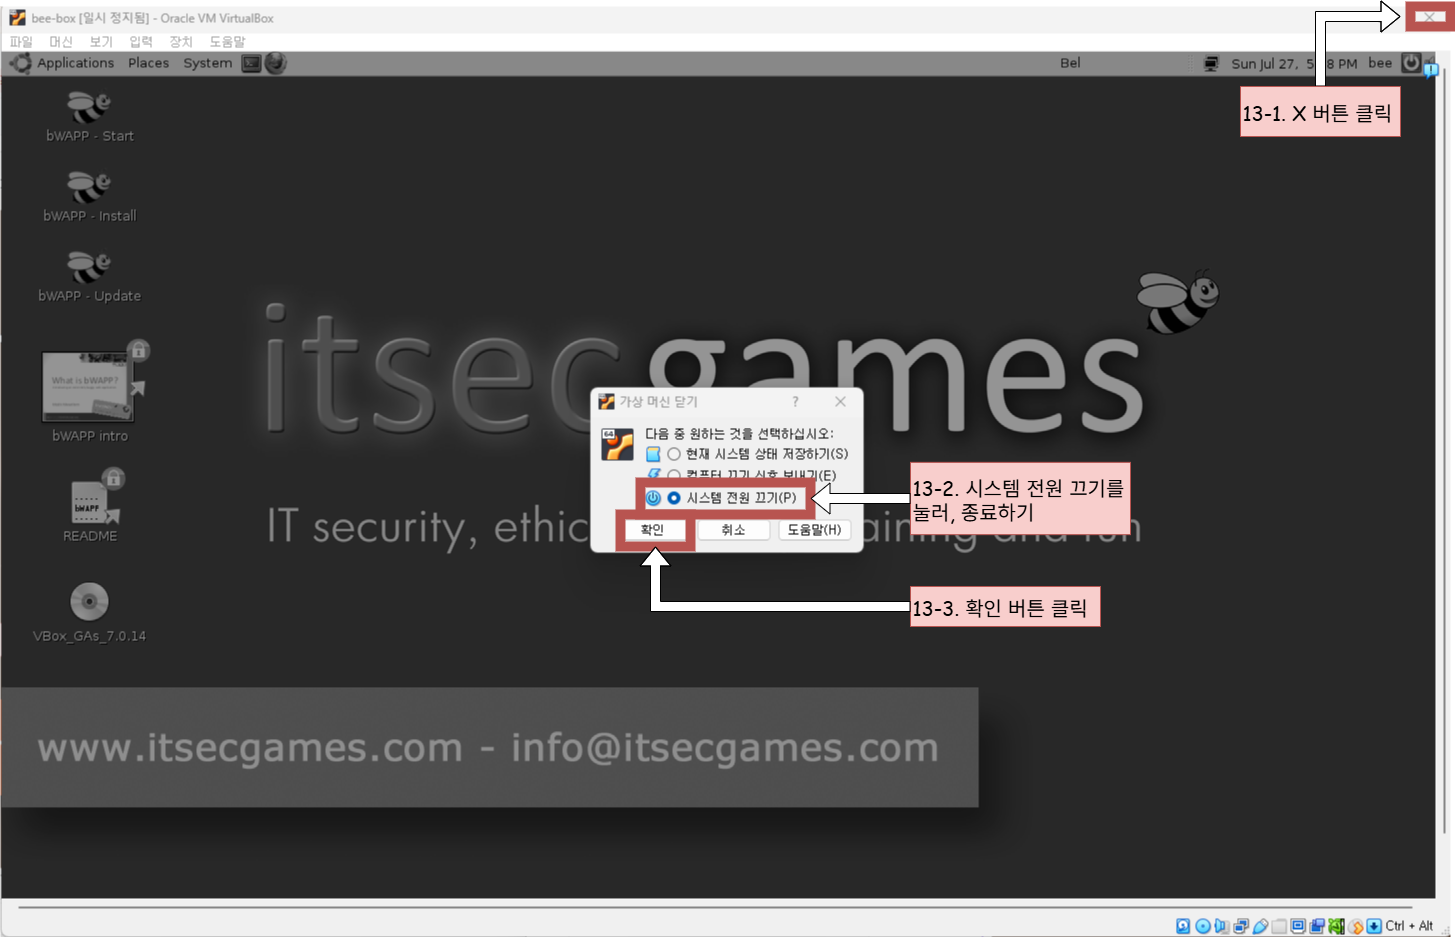 bee-box [일시 정지됨] - Oracle VM VirtualBox
파일 머신 보기 입력 장치 도움말
Applications Places System
Bel
Sun Jul 27, 8 PM bee
13-1. X 버튼 클릭
bWAPP - Start
bWAPP - Install
bWAPP - Update
What is bWAPP?
bWAPP intro
bWAPP
README
VBox_GAs_7.0.14
itsecgames
IT security, ethic aining and fun
가상 머신 닫기 ?
64
다음 중 원하는 것을 선택하십시오:
현재 시스템 상태 저장하기(S)
컴퓨터 끄기 신호 보내기(E)
시스템 전원 끄기(P)
확인 취소 도움말(H)
13-2. 시스템 전원 끄기를
눌러, 종료하기
13-3. 확인 버튼 클릭
www.itsecgames.com - info@itsecgames.com
Ctrl + Alt